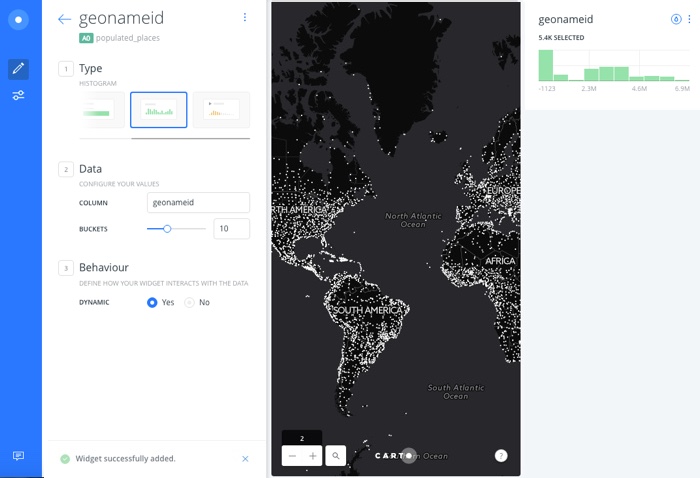 geonameid
A0 populated_places
1 Type
HISTOGRAM
2 Data
CONFIGURE YOUR VALUES
COLUMN geonameid
BUCKETS 10
3 Behaviour
DEFINE HOW YOUR WIDGET INTERACTS WITH THE DATA
DYNAMIC Yes No
Widget successfully added.
North Atlantic
Ocean
EUROPE
RTH AMERICA
AFRICA
SOUTH AMERICA
South Atlantic
Ocean
2
CART n Ocean
?
geonameid
5.4K SELECTED
-1123 2.3M 4.6M 6.9M